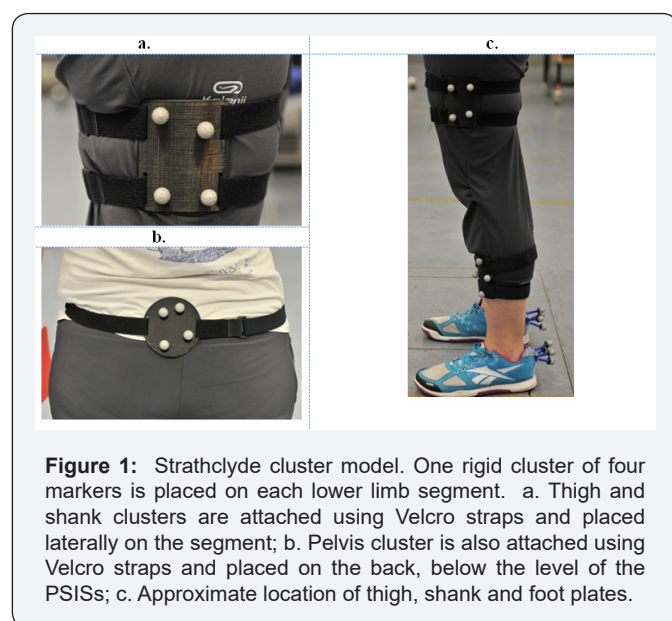 a.
c.
b.
Figure 1: Strathclyde cluster model. One rigid cluster of four
markers is placed on each lower limb segment. a. Thigh and
shank clusters are attached using Velcro straps and placed
laterally on the segment; b. Pelvis cluster is also attached using
Velcro straps and placed on the back, below the level of the
PSISs; c. Approximate location of thigh, shank and foot plates.